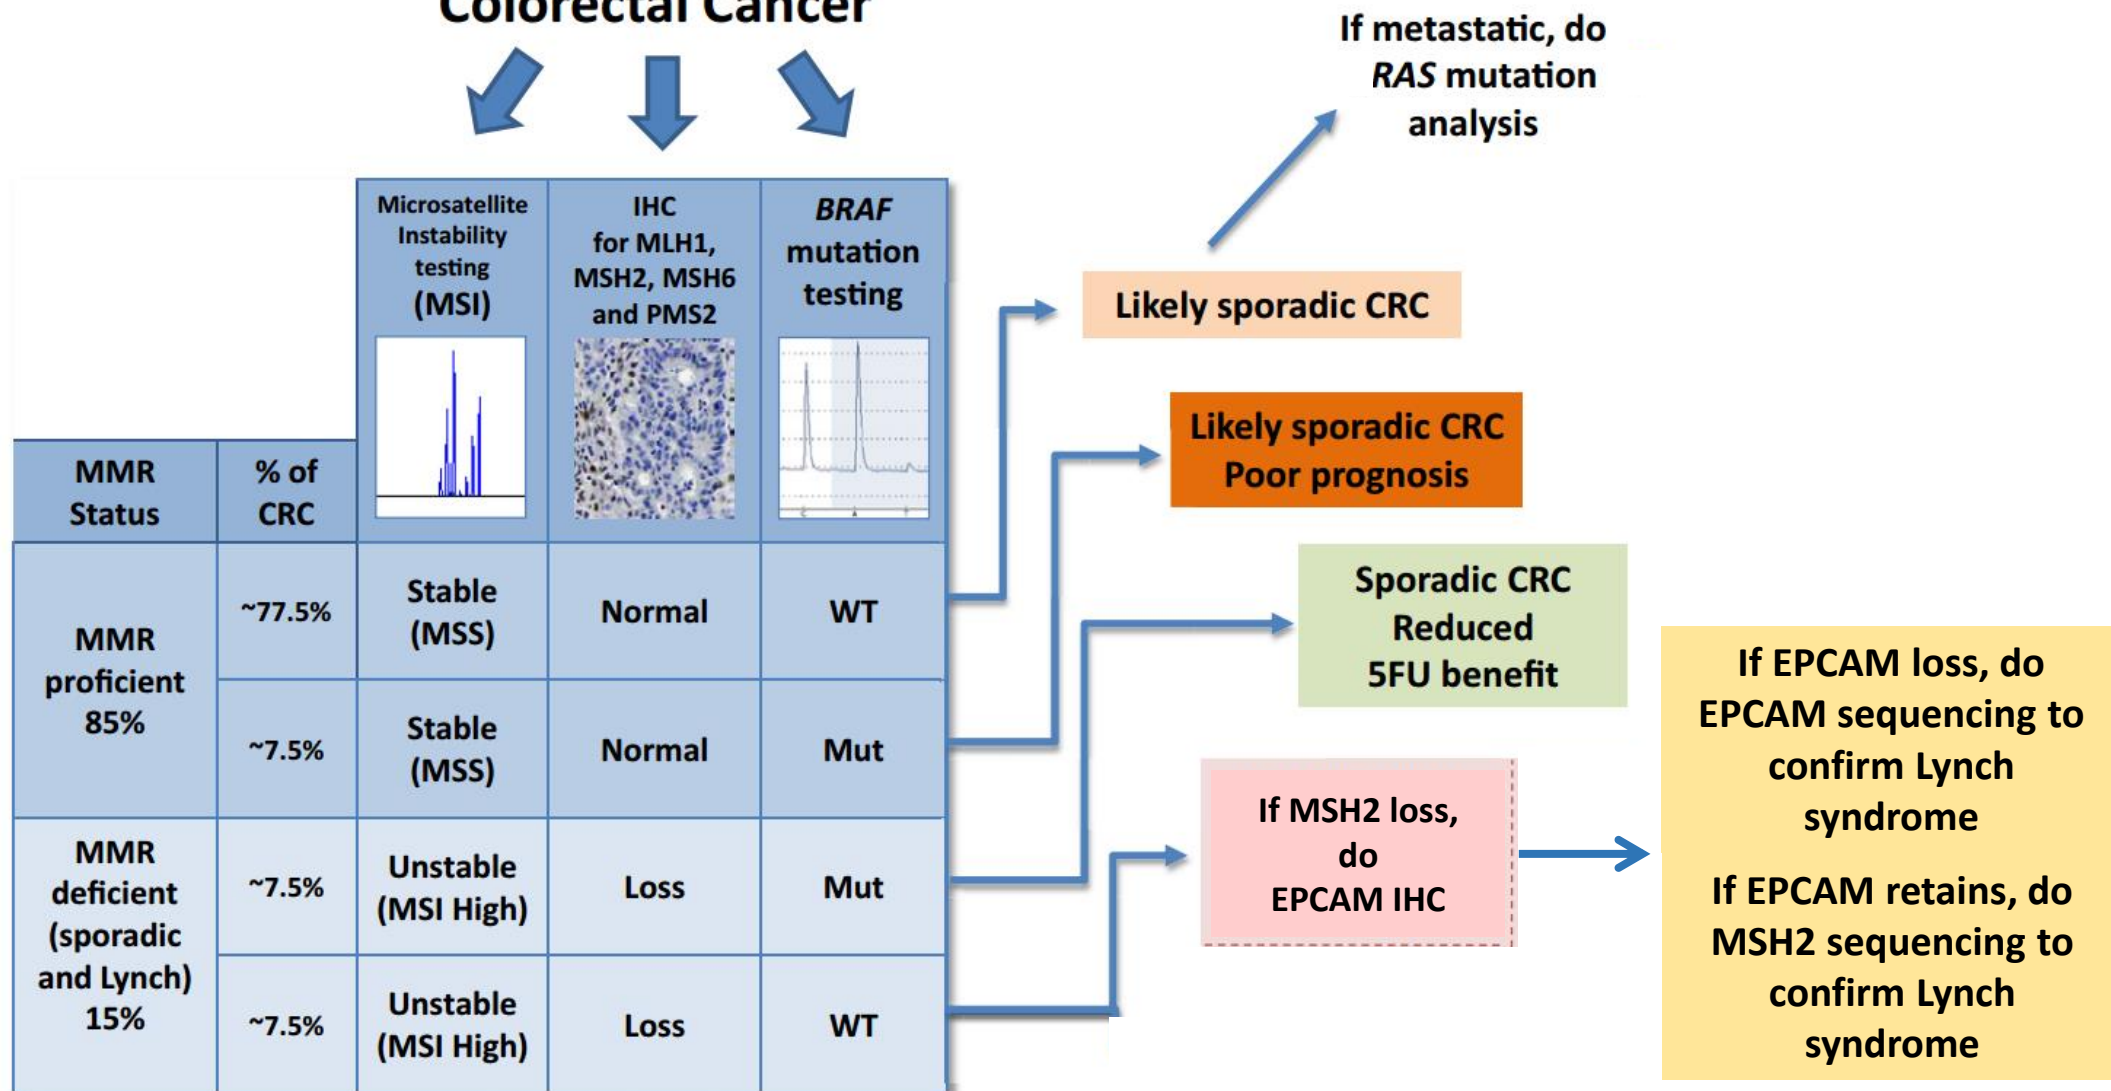 Colorectal Cancer
If metastatic, do
RAS mutation
analysis
Microsatellite
Instability
testing
(MSI)
IHC
for MLH1,
MSH2, MSH6
and PMS2
BRAF
mutation
testing
Likely sporadic CRC
Likely sporadic CRC
Poor prognosis
MMR
Status
% of
CRC
MMR
proficient
85%
~77.5%
Stable
(MSS)
Normal
WT
~7.5%
Stable
(MSS)
Normal
Mut
Sporadic CRC
Reduced
5FU benefit
MMR
deficient
(sporadic
and Lynch)
15%
~7.5%
Unstable
(MSI High)
Loss
Mut
~7.5%
Unstable
(MSI High)
Loss
WT
If MSH2 loss,
do
EPCAM IHC
If EPCAM loss, do
EPCAM sequencing to
confirm Lynch
syndrome
If EPCAM retains, do
MSH2 sequencing to
confirm Lynch
syndrome